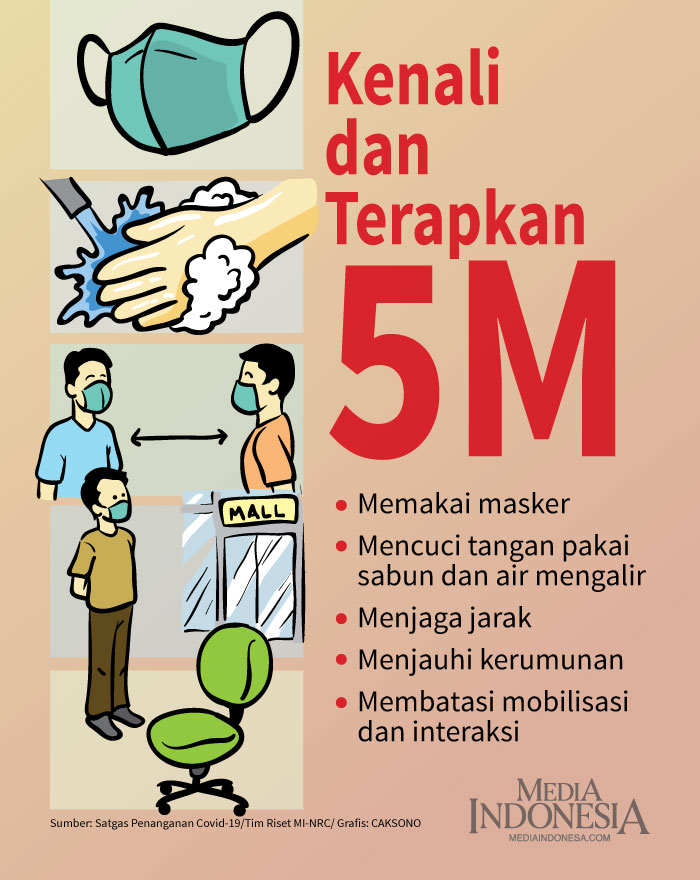 Kenali
dan
Terapkan
5M
MALL
• Memakai masker
• Mencuci tangan pakai
sabun dan air mengalir
• Menjaga jarak
• Menjauhi kerumunan
• Membatasi mobilisasi
dan interaksi
Sumber: Satgas Penanganan Covid-19/Tim Riset MI-NRC/ Grafis: CAKSONO
MEDIA
INDONESIA
MEDIAINDONESA.COM